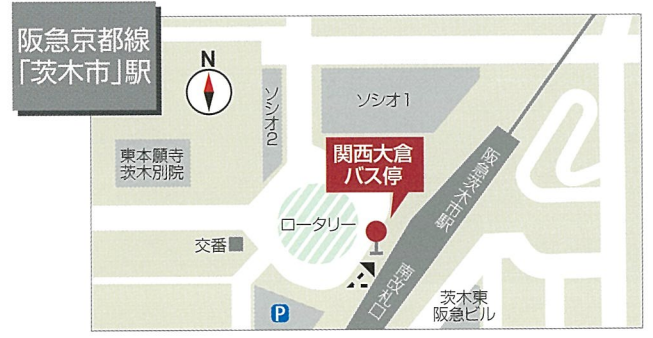 阪急京都線
「茨木市」駅
N
ソシオ2
ソシオ1
東本願寺
茨木別院
関西大倉
バス停
阪急茨木市駅
ロータリー
交番
南改札口
茨木東
阪急ビル
P